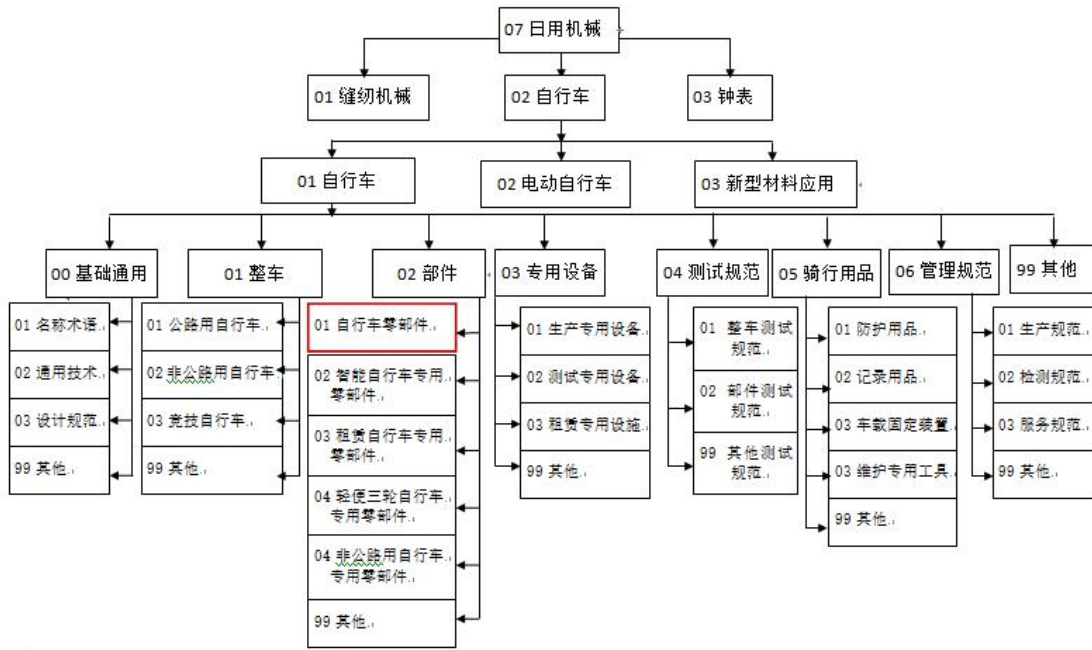 07 日用机械
01 缝纫机械
02 自行车
03 钟表
01 自行车
02 电动自行车
03 新型材料应用
00 基础通用
01 整车
02 部件
03 专用设备
04 测试规范
05 骑行用品
06 管理规范
99 其他
01 名称术语
02 通用技术
03 设计规范
99 其他
01 公路用自行车
02 非公路用自行车
03 竞技自行车
99 其他
01 自行车零部件
02 智能自行车专用
零部件
03 租赁自行车专用
零部件
04 轻便三轮自行车
专用零部件
04 非公路用自行车
专用零部件
99 其他
01 生产专用设备
02 测试专用设备
03 租赁专用设施
99 其他
01 整车测试
规范
02 部件测试
规范
99 其他测试
规范
01 防护用品
02 记录用品
03 车载固定装置
03 维护专用工具
99 其他
01 生产规范
02 检测规范
03 服务规范
99 其他